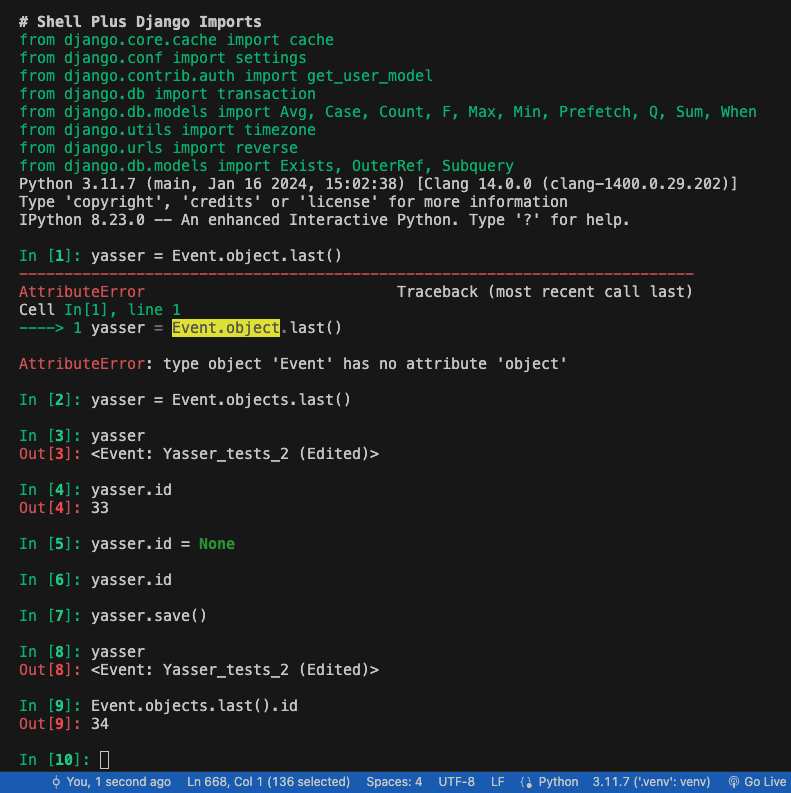 # Shell Plus Django Imports
from django.core.cache import cache
from django.conf import settings
from django.contrib.auth import get_user_model
from django.db import transaction
from django.db.models import Avg, Case, Count, F, Max, Min, Prefetch, Q, Sum, When
from django.utils import timezone
from django.urls import reverse
from django.db.models import Exists, OuterRef, Subquery
Python 3.11.7 (main, Jan 16 2024, 15:02:38) [Clang 14.0.0 (clang-1400.0.29.202)]
Type 'copyright', 'credits' or 'license' for more information
IPython 8.23.0 -- An enhanced Interactive Python. Type '?' for help.
In [1]: yasser = Event.object.last()
---------------------------------------------------------------------------
AttributeError                            Traceback (most recent call last)
Cell In[1], line 1
----> 1 yasser = Event.object.last()
AttributeError: type object 'Event' has no attribute 'object'
In [2]: yasser = Event.objects.last()
In [3]: yasser
Out[3]: <Event: Yasser_tests_2 (Edited)>
In [4]: yasser.id
Out[4]: 33
In [5]: yasser.id = None
In [6]: yasser.id
In [7]: yasser.save()
In [8]: yasser
Out[8]: <Event: Yasser_tests_2 (Edited)>
In [9]: Event.objects.last().id
Out[9]: 34
In [10]:
You, 1 second ago Ln 668, Col 1 (136 selected) Spaces: 4 UTF-8 LF Python 3.11.7 ('.venv': venv) Go Live